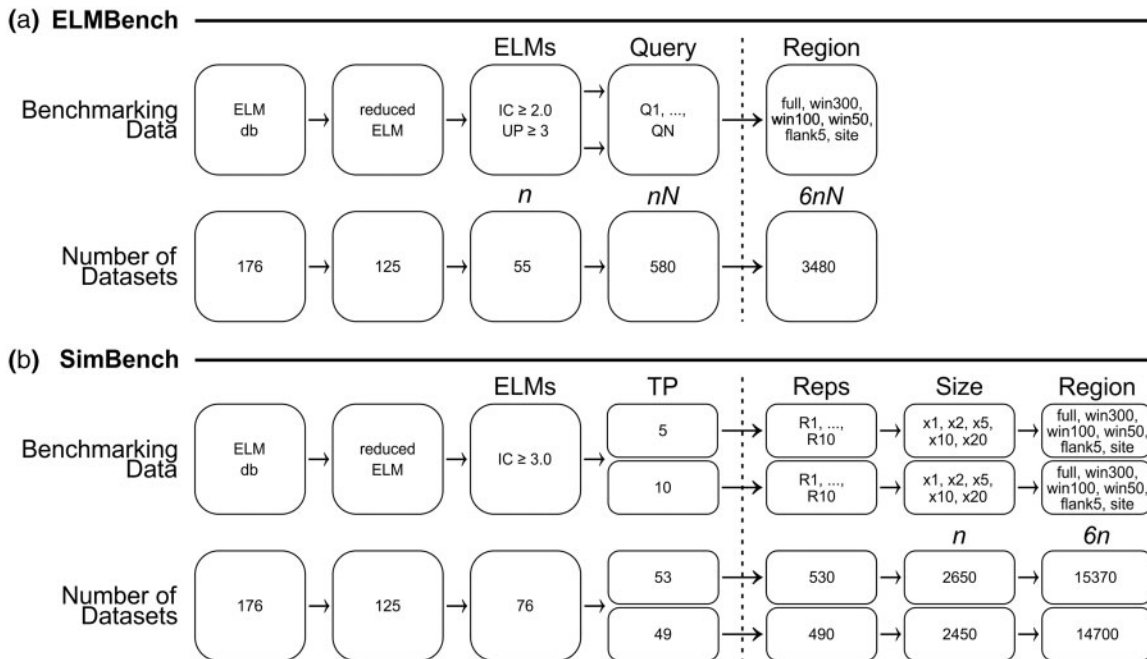 (a) ELMBench
ELMs Query Region
Benchmarking
Data
ELM
db
reduced
ELM
IC ≥ 2.0
UP ≥ 3
Q1, ...,
QN
full, win300,
win100, win50,
flank5, site
n nN 6nN
Number of
Datasets
176 125 55 580 3480
(b) SimBench
ELMs TP Reps Size Region
Benchmarking
Data
ELM
db
reduced
ELM
IC ≥ 3.0
5
R1, ...,
R10
x1, x2, x5,
x10, x20
full, win300,
win100, win50,
flank5, site
10
R1, ...,
R10
x1, x2, x5,
x10, x20
full, win300,
win100, win50,
flank5, site
n 6n
Number of
Datasets
176 125 76
53 530 2650 15370
49 490 2450 14700